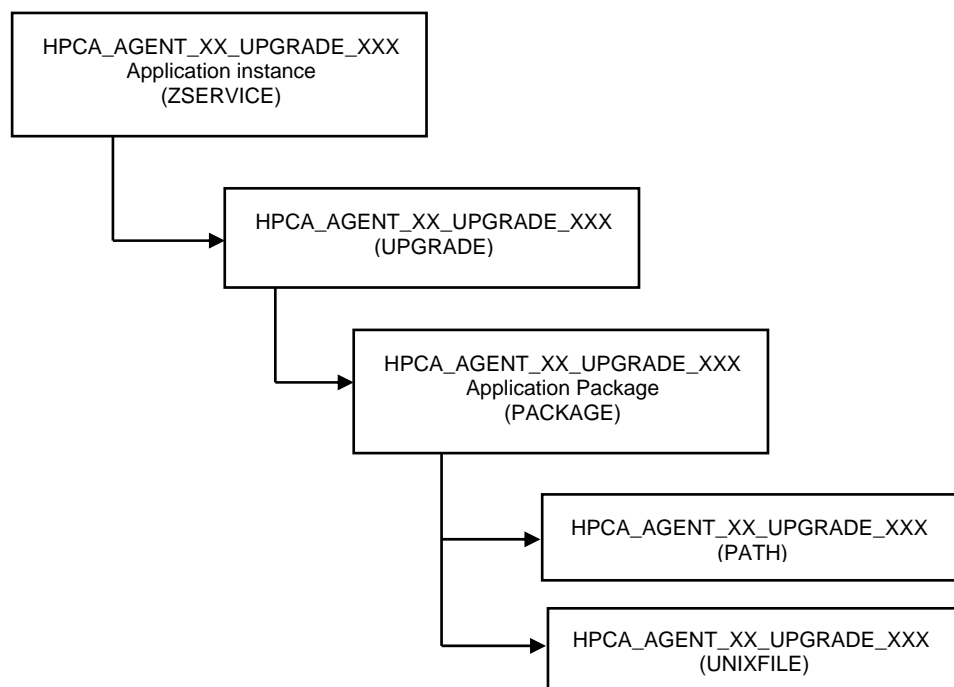 HPCA_AGENT_XX_UPGRADE_XXX
Application instance
(ZSERVICE)
HPCA_AGENT_XX_UPGRADE_XXX
(UPGRADE)
HPCA_AGENT_XX_UPGRADE_XXX
Application Package
(PACKAGE)
HPCA_AGENT_XX_UPGRADE_XXX
(PATH)
HPCA_AGENT_XX_UPGRADE_XXX
(UNIXFILE)